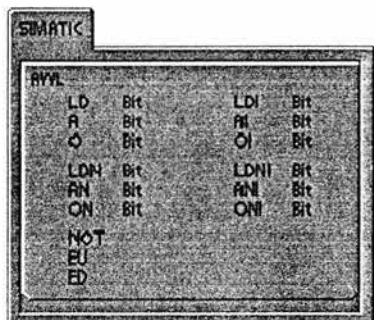 SIMATIC
AWL
LD Bit LDI Bit
A Bit AI Bit
O Bit OI Bit
LDN Bit LDNI Bit
AN Bit ANI Bit
ON Bit ONI Bit
NOT
EU
ED